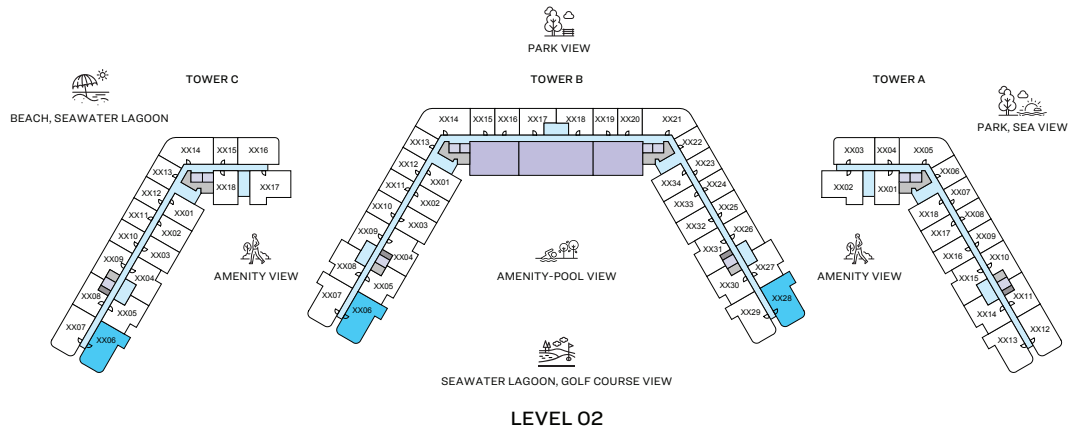 PARK VIEW
TOWER C
TOWER B
TOWER A
BEACH, SEAWATER LAGOON
PARK, SEA VIEW
XX14
XX15
XX16
XX13
XX12
XX11
XX10
XX09
XX08
XX07
XX18
XX17
XX01
XX02
XX03
XX04
XX05
XX06
XX14
XX15
XX16
XX17
XX18
XX19
XX20
XX21
XX13
XX12
XX11
XX10
XX09
XX08
XX07
XX01
XX02
XX03
XX04
XX05
XX06
XX22
XX23
XX24
XX25
XX26
XX27
XX28
XX34
XX33
XX32
XX31
XX30
XX29
XX03
XX04
XX05
XX02
XX01
XX06
XX07
XX08
XX09
XX10
XX11
XX12
XX18
XX17
XX16
XX15
XX14
XX13
AMENITY VIEW
AMENITY-POOL VIEW
AMENITY VIEW
SEAWATER LAGOON, GOLF COURSE VIEW
LEVEL 02